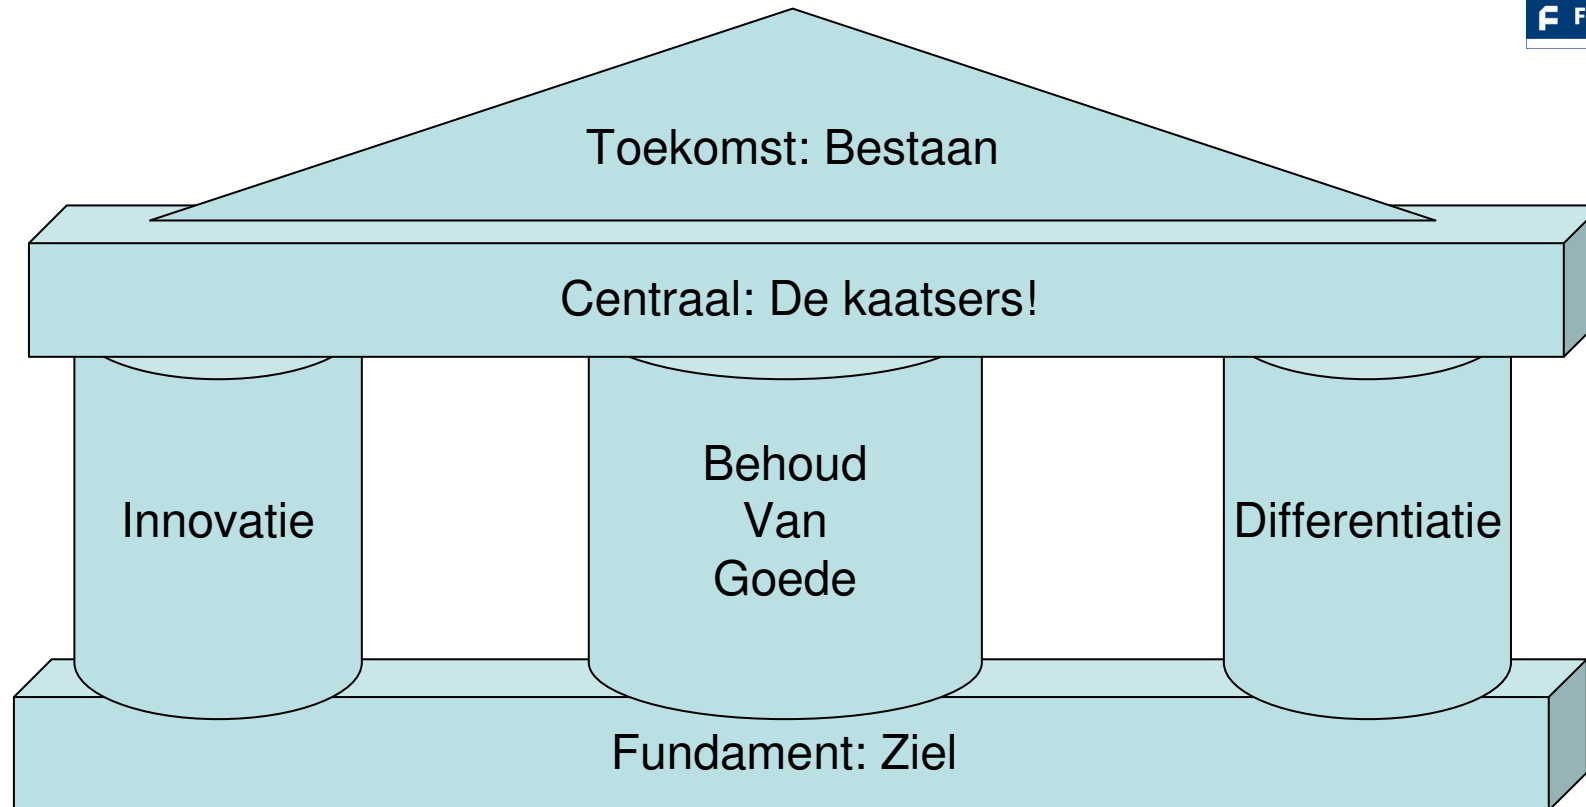 F F
Toekomst: Bestaan
Centraal: De kaatsers!
Innovatie
Behoud
Van
Goede
Differentiatie
Fundament: Ziel